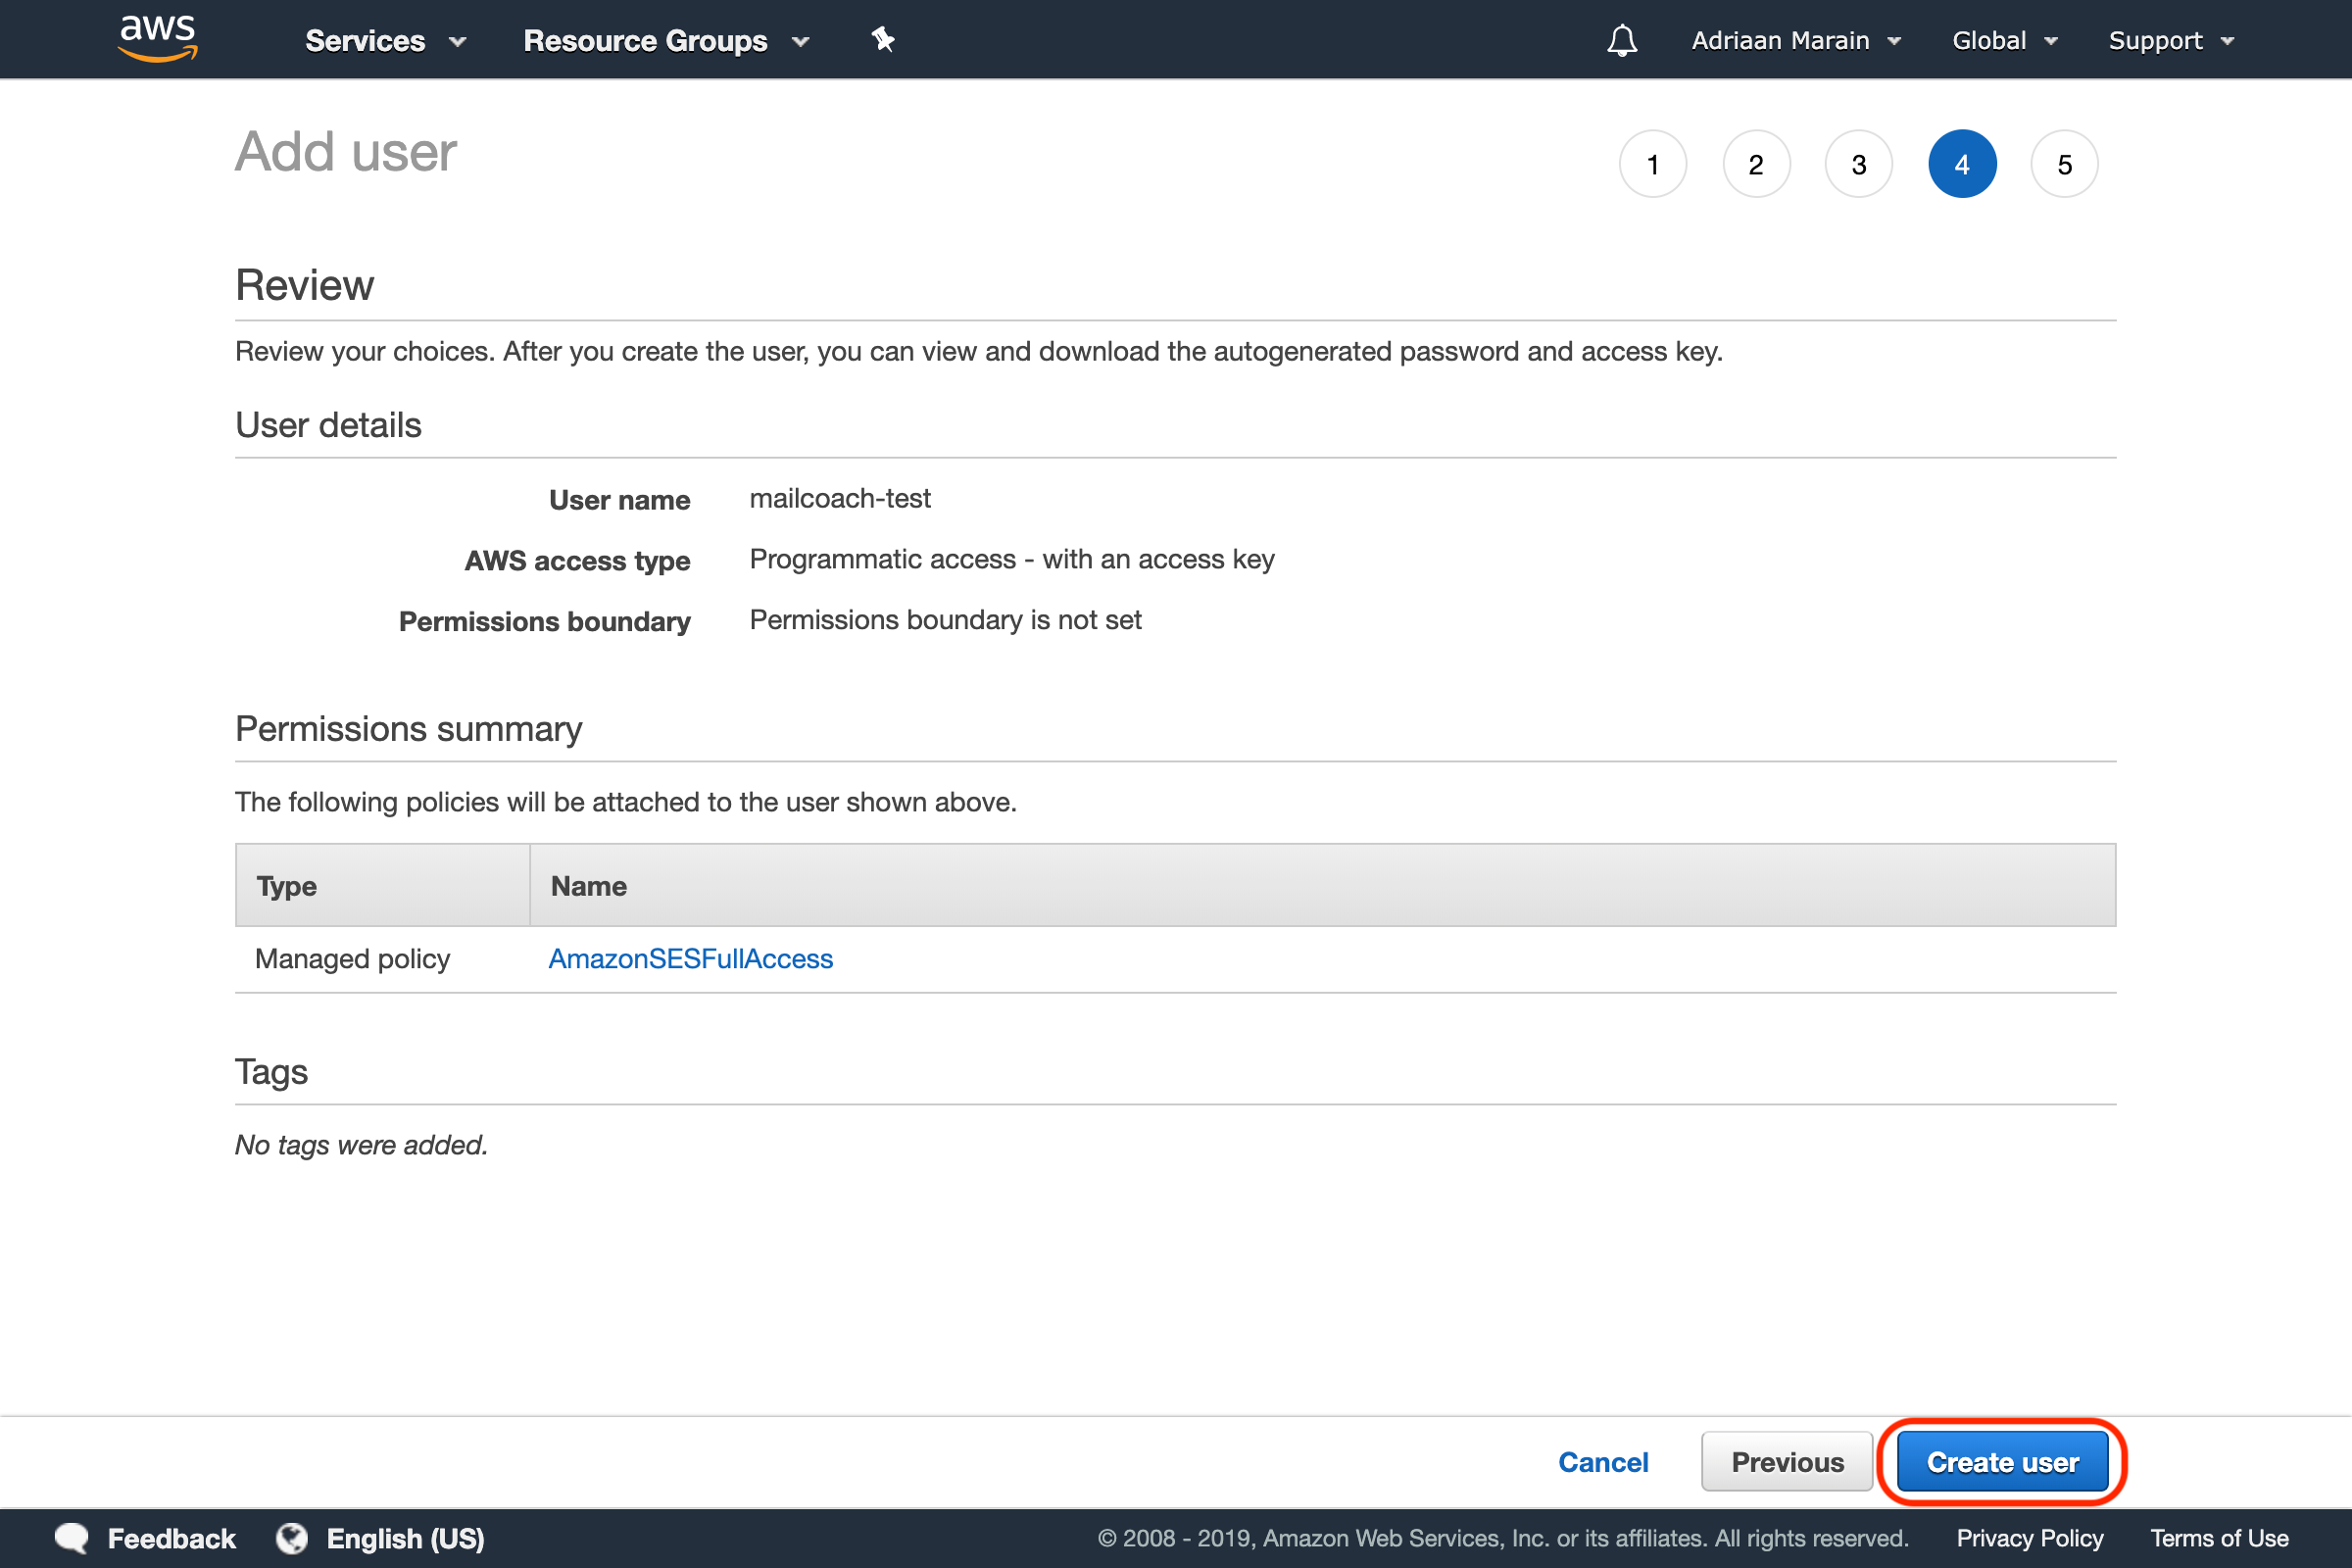 aws Services Resource Groups Adriaan Marain Global Support
Add user
1 2 3 4 5
Review
Review your choices. After you create the user, you can view and download the autogenerated password and access key.
User details
User name mailcoach-test
AWS access type Programmatic access - with an access key
Permissions boundary Permissions boundary is not set
Permissions summary
The following policies will be attached to the user shown above.
Type Name
Managed policy AmazonSESFullAccess
Tags
No tags were added.
Cancel Previous Create user
Feedback English (US) © 2008 - 2019, Amazon Web Services, Inc. or its affiliates. All rights reserved. Privacy Policy Terms of Use